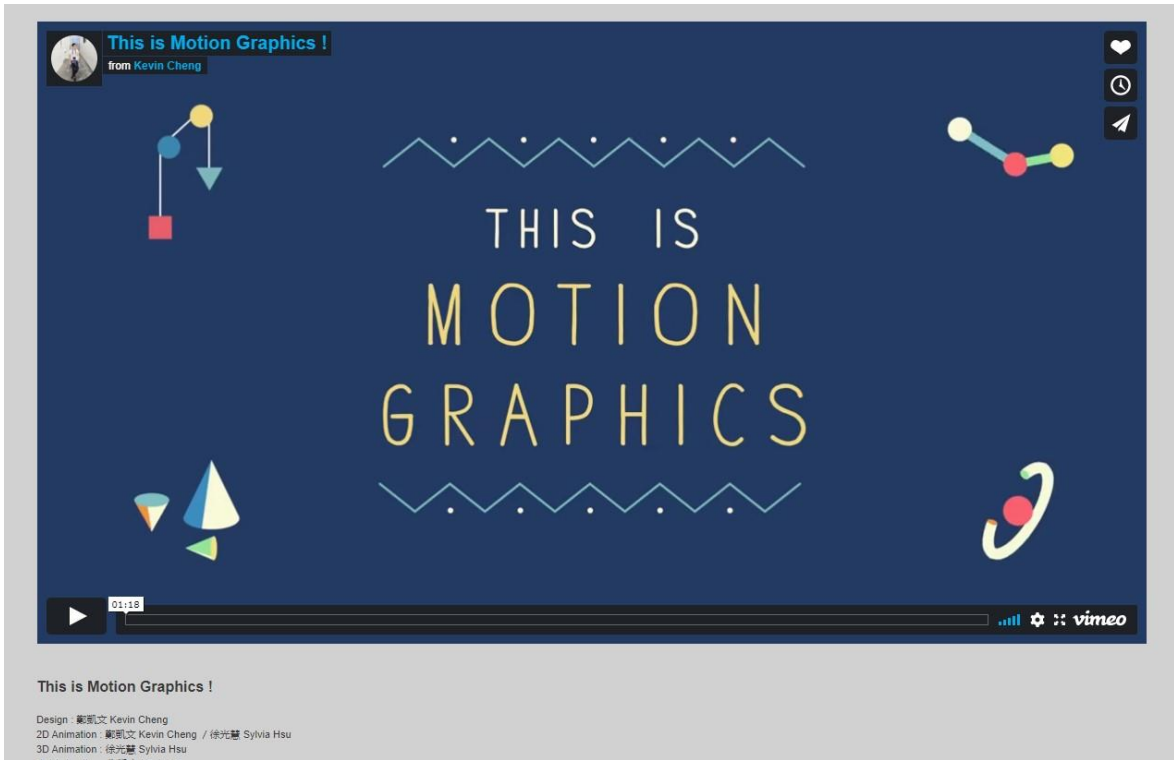 This is Motion Graphics !
from Kevin Cheng
THIS IS
MOTION
GRAPHICS
01:18
vimeo
This is Motion Graphics !
Design : 鄭凱文 Kevin Cheng
2D Animation : 鄭凱文 Kevin Cheng / 徐光慧 Sylvia Hsu
3D Animation : 徐光慧 Sylvia Hsu